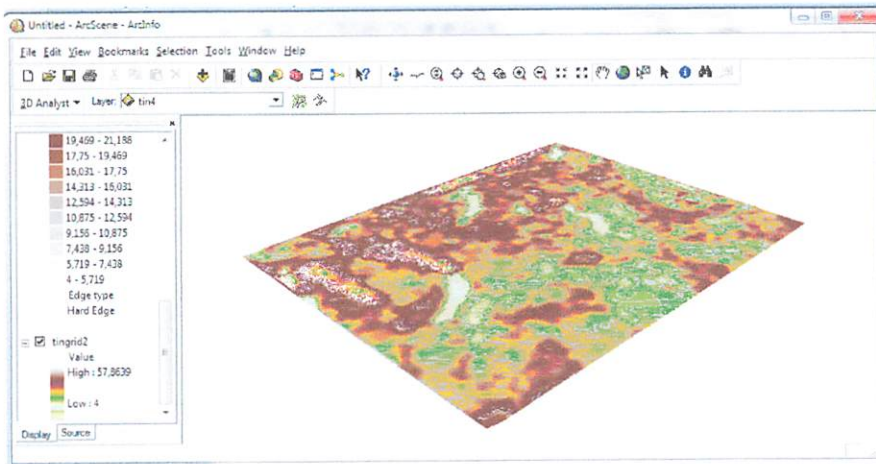 Untitled - ArcScene - ArcInfo
File Edit View Bookmarks Selection Tools Window Help
3D Analyst Layer: tin4
19,469 - 21,188
17,75 - 19,469
16,031 - 17,75
14,313 - 16,031
12,594 - 14,313
10,875 - 12,594
9,156 - 10,875
7,438 - 9,156
5,719 - 7,438
4 - 5,719
Edge type
Hard Edge
tingrid2
Value
High : 57,8639
Low : 4
Display Source